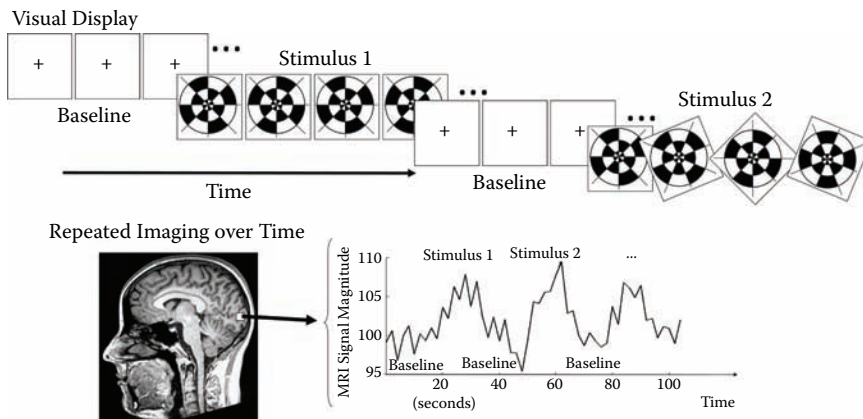 Visual Display
+ + + ...
Stimulus 1
Baseline
...
+ + +
Stimulus 2
...
Baseline
Time
Repeated Imaging over Time
MRI Signal Magnitude
110
105
100
95
Stimulus 1 Stimulus 2 ...
Baseline Baseline Baseline
20 40 60 80 100
(seconds)
Time